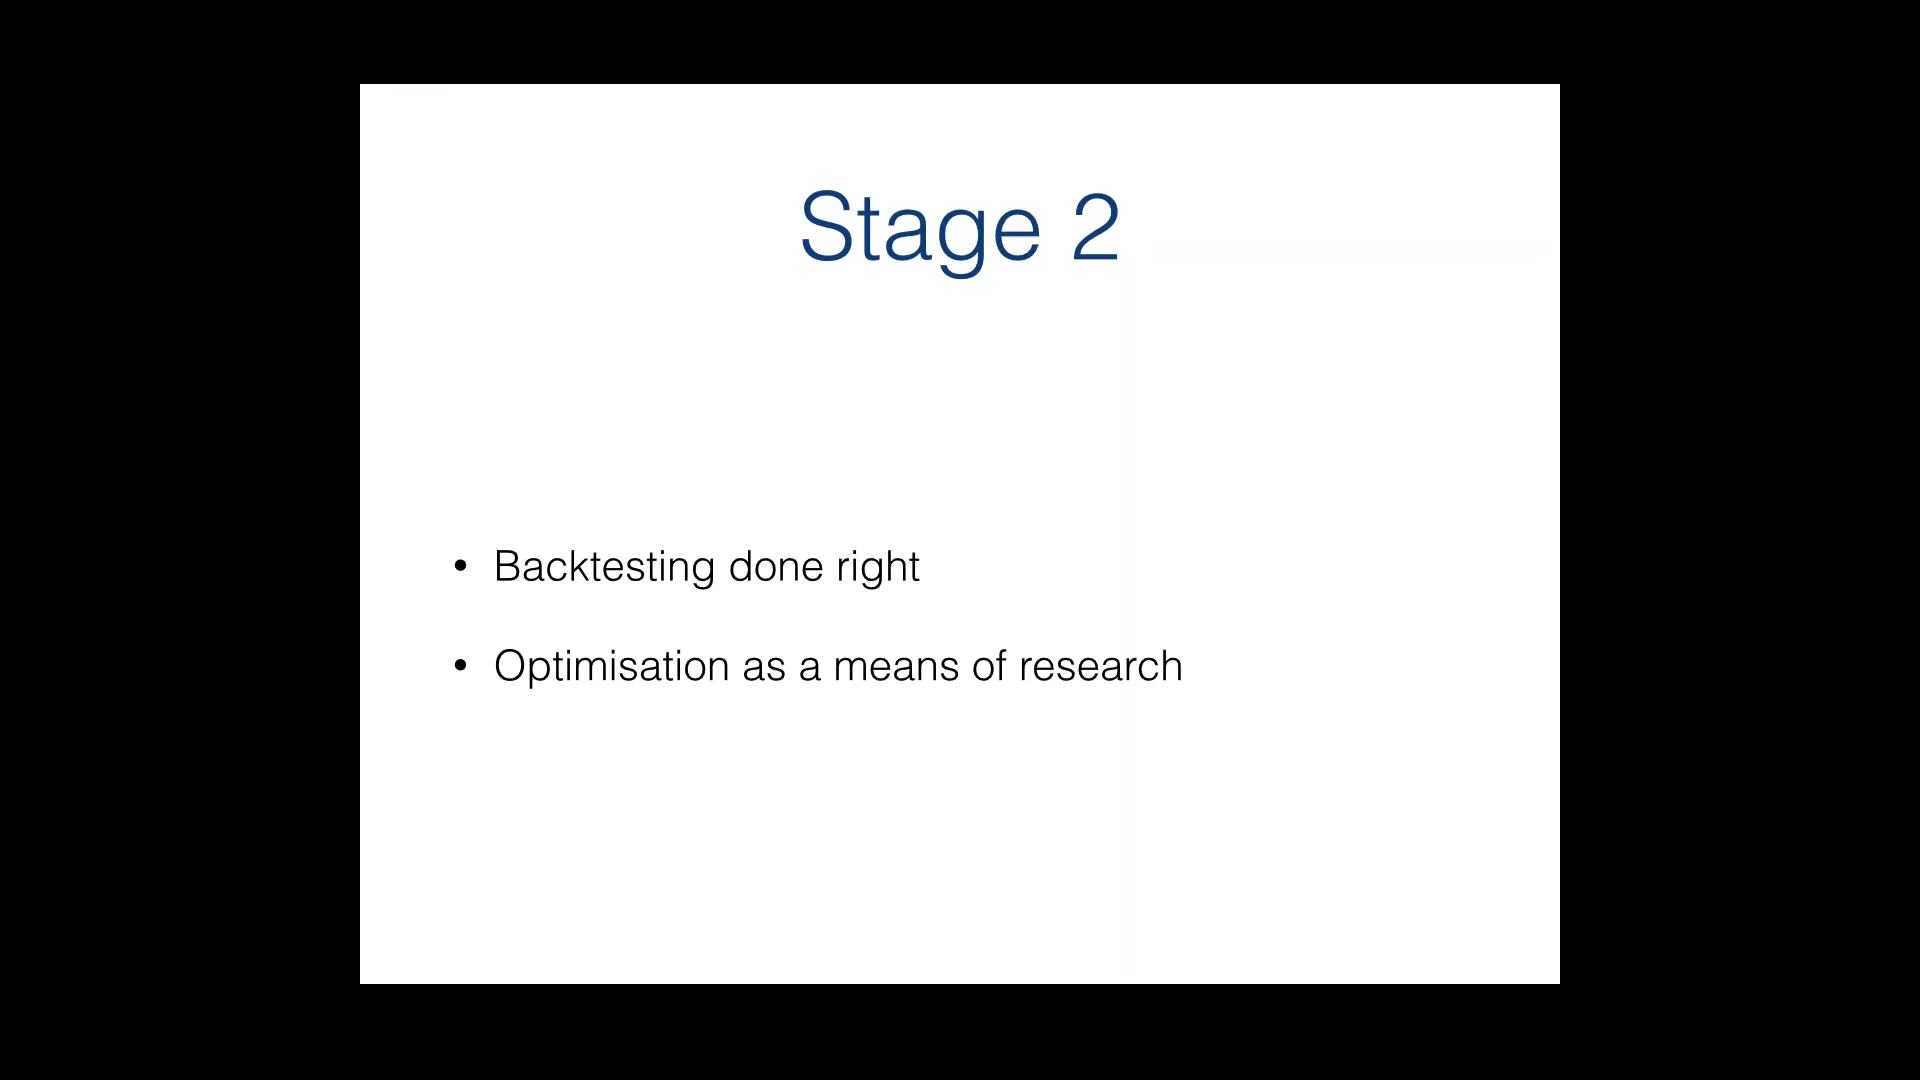 Stage 2
• Backtesting done right
• Optimisation as a means of research